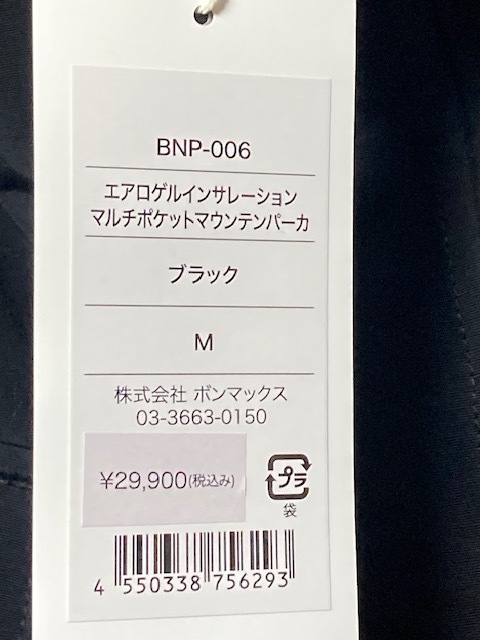 BNP-006
エアロゲルインサレーション
マルチポケットマウンテンパーカ
ブラック
M
株式会社 ボンマックス
03-3663-0150
¥29,900(税込み)
プラ
袋
4 550338 756293